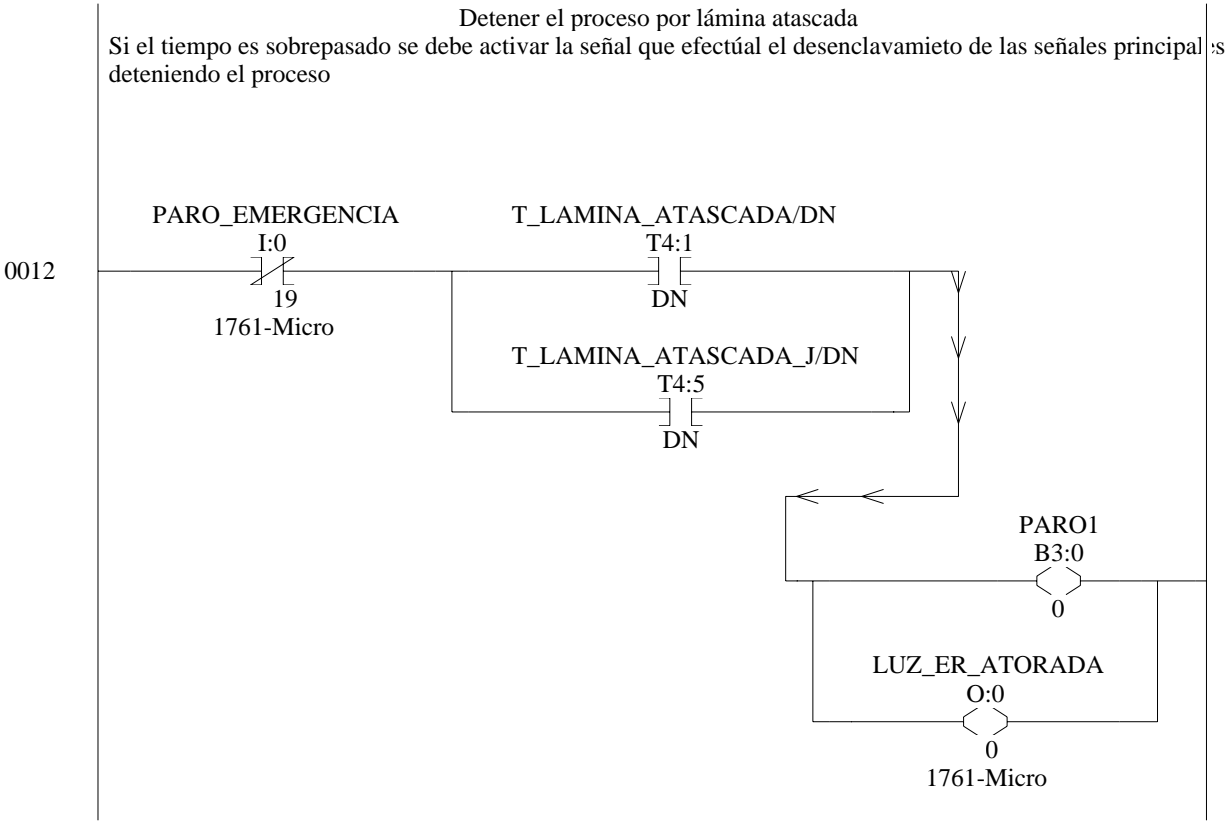 Detener el proceso por lámina atascada
Si el tiempo es sobrepasado se debe activar la señal que efectúal el desenclavamieto de las señales principales
deteniendo el proceso
PARO_EMERGENCIA
I:0
19
1761-Micro
T_LAMINA_ATASCADA/DN
T4:1
DN
0012
T_LAMINA_ATASCADA_J/DN
T4:5
DN
PARO1
B3:0
0
LUZ_ER_ATORADA
O:0
0
1761-Micro